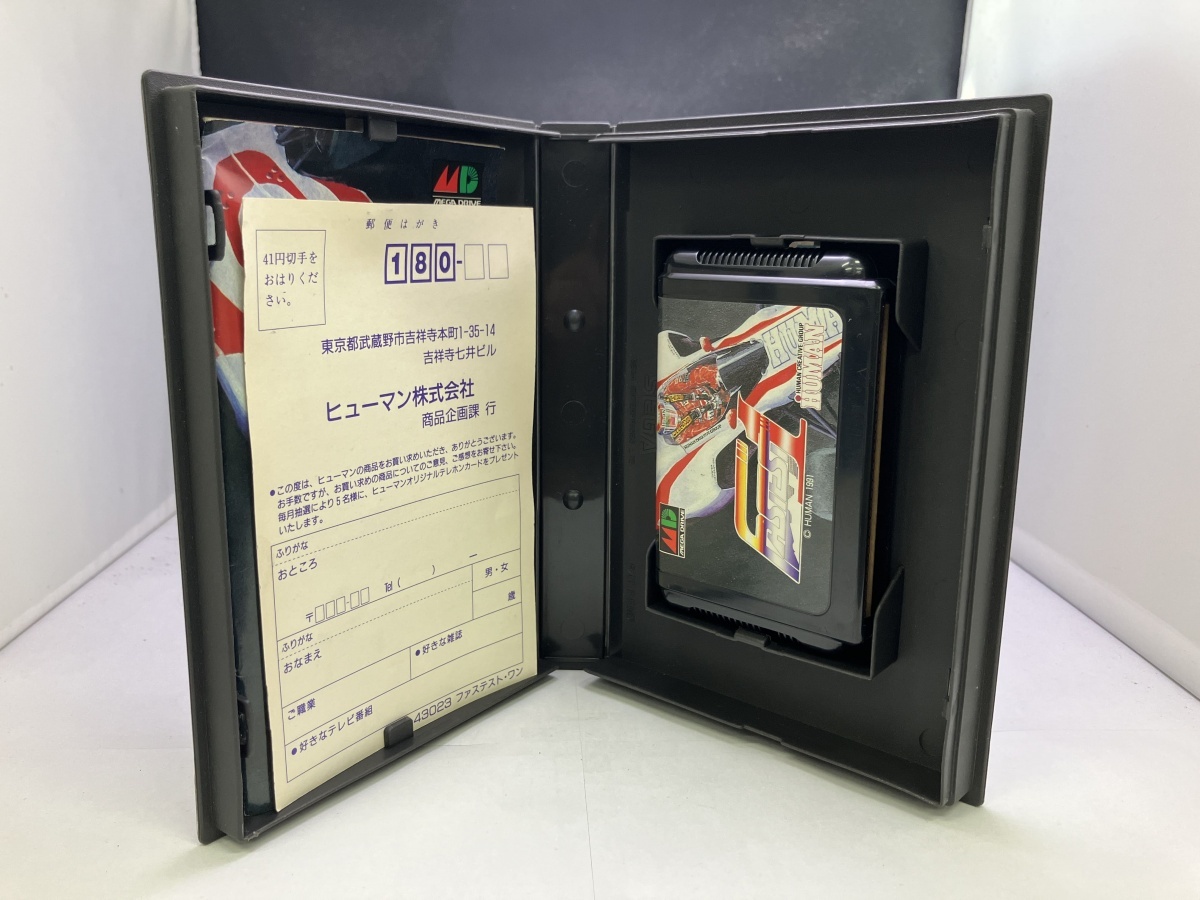 MD
MEGA DRIVE
郵便はがき
41円切手を
おはりくだ
さい。
180-
東京都武蔵野市吉祥寺本町1-35-14
吉祥寺七井ビル
ヒューマン株式会社
商品企画課 行
●この度は、ヒューマンの商品をお買い求めいただき、ありがとうございます。
お手数ですが、お買い求めの商品についてのご意見、ご感想をお寄せ下さい。
毎月抽選により5名様に、ヒューマンオリジナルテレホンカードをプレゼント
いたします。
ふりがな
おところ
〒 Tel ( ) ー
男・女
歳
ふりがな
おなまえ
●好きな雑誌
ご職業
●好きなテレビ番組
43023 ファステスト・ワン
HUMAN
HUMAN CREATIVE GROUP
HUMAN
FASTEST 1
© HUMAN 1991
MD
MEGA DRIVE